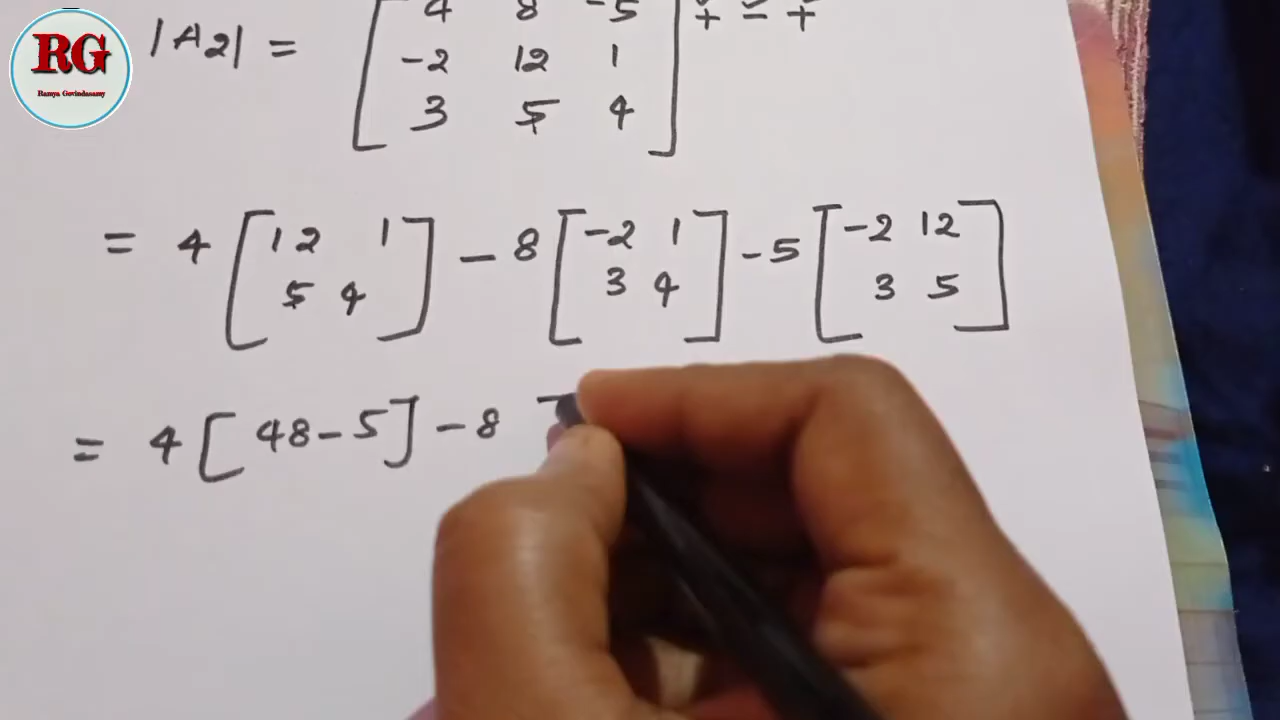 RG
Ramya Govindasamy
4 8 -5
|A2| = + - +
-2 12 1
3 5 4
= 4 [ 12 1 ] - 8 [ -2 1 ] - 5 [ -2 12 ]
5 4 3 4 3 5
= 4 [ 48 - 5 ] - 8